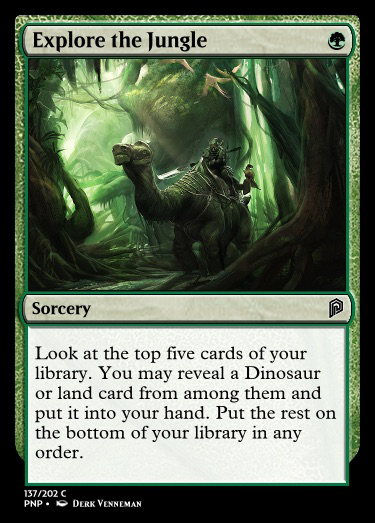 Explore the Jungle
Sorcery
Look at the top five cards of your
library. You may reveal a Dinosaur
or land card from among them and
put it into your hand. Put the rest on
the bottom of your library in any
order.
137/202 C
PNP • Derk Venneman